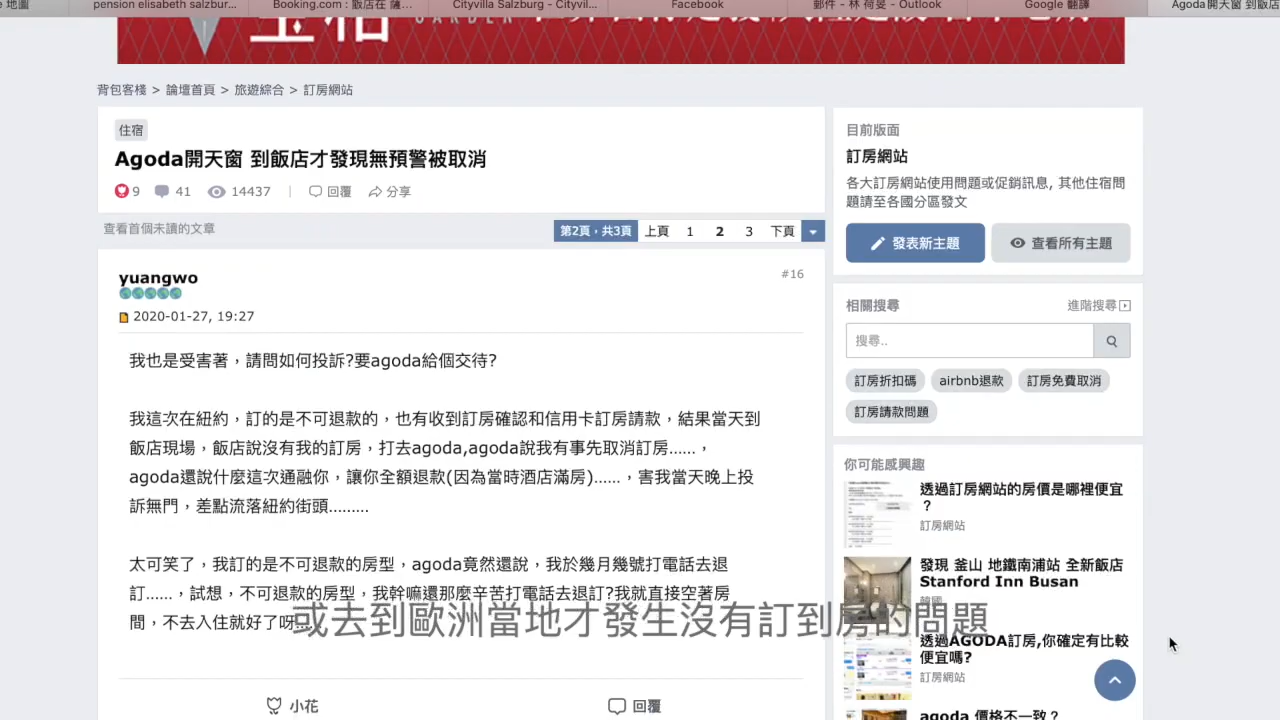 e 地圖
pension elisabeth salzbur...
Booking.com : 飯店在 薩...
Cityvilla Salzburg - Cityvil...
Facebook
郵件 - 林 荷旻 - Outlook
Google 翻譯
Agoda開天窗 到飯店
GARDEN
背包客棧 > 論壇首頁 > 旅遊綜合 > 訂房網站
住宿
Agoda開天窗 到飯店才發現無預警被取消
9 41 14437 | 回覆 分享
查看首個未讀的文章
第2頁，共3頁 上頁 1 2 3 下頁
yuangwo
#16
2020-01-27, 19:27
我也是受害著，請問如何投訴?要agoda給個交待?
我這次在紐約，訂的是不可退款的，也有收到訂房確認和信用卡訂房請款，結果當天到
飯店現場，飯店說沒有我的訂房，打去agoda,agoda說我有事先取消訂房......，
agoda還說什麼這次通融你，讓你全額退款(因為當時酒店滿房)......，害我當天晚上投
訴無門，差點流落紐約街頭........
太可笑了，我訂的是不可退款的房型，agoda竟然還說，我於幾月幾號打電話去退
訂......，試想，不可退款的房型，我幹嘛還那麼辛苦打電話去退訂?我就直接空著房
間，不去入住就好了呀...
或去到歐洲當地才發生沒有訂到房的問題
小花
回覆
目前版面
訂房網站
各大訂房網站使用問題或促銷訊息, 其他住宿問
題請至各國分區發文
發表新主題
查看所有主題
相關搜尋
進階搜尋
搜尋..
訂房折扣碼
airbnb退款
訂房免費取消
訂房請款問題
你可能感興趣
透過訂房網站的房價是哪裡便宜
？
訂房網站
發現 釜山 地鐵南浦站 全新飯店
Stanford Inn Busan
韓國
透過AGODA訂房,你確定有比較
便宜嗎?
訂房網站
agoda 價格不一致？